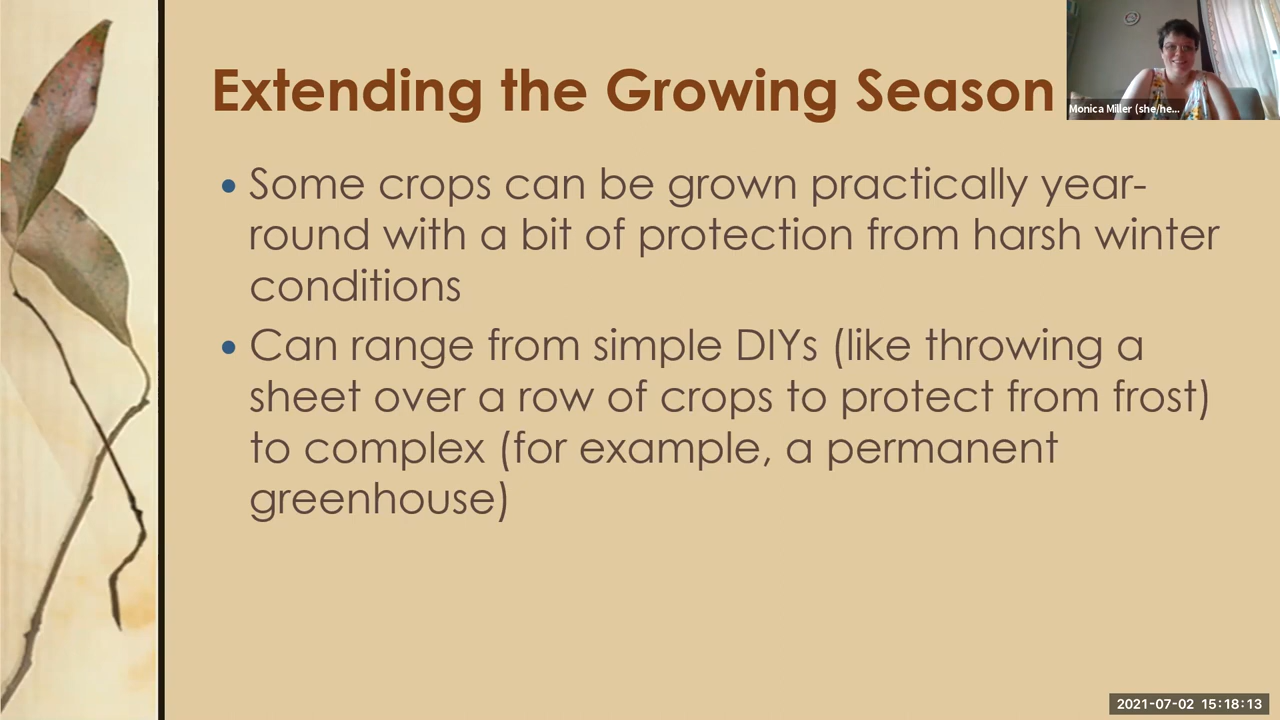 Extending the Growing Season
Monica Miller (she/he...
• Some crops can be grown practically year-
round with a bit of protection from harsh winter
conditions
• Can range from simple DIYs (like throwing a
sheet over a row of crops to protect from frost)
to complex (for example, a permanent
greenhouse)
2021-07-02 15:18:13